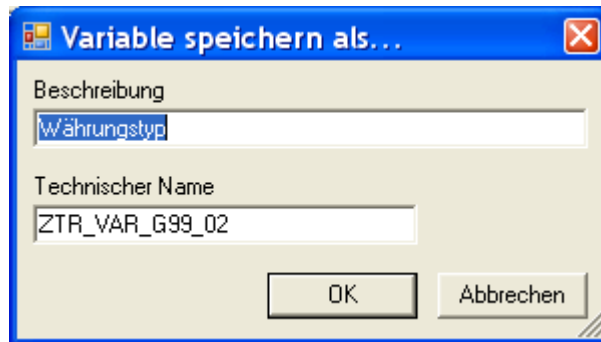 Variable speichern als...
Beschreibung
Währungstyp
Technischer Name
ZTR_VAR_G99_02
OK
Abbrechen